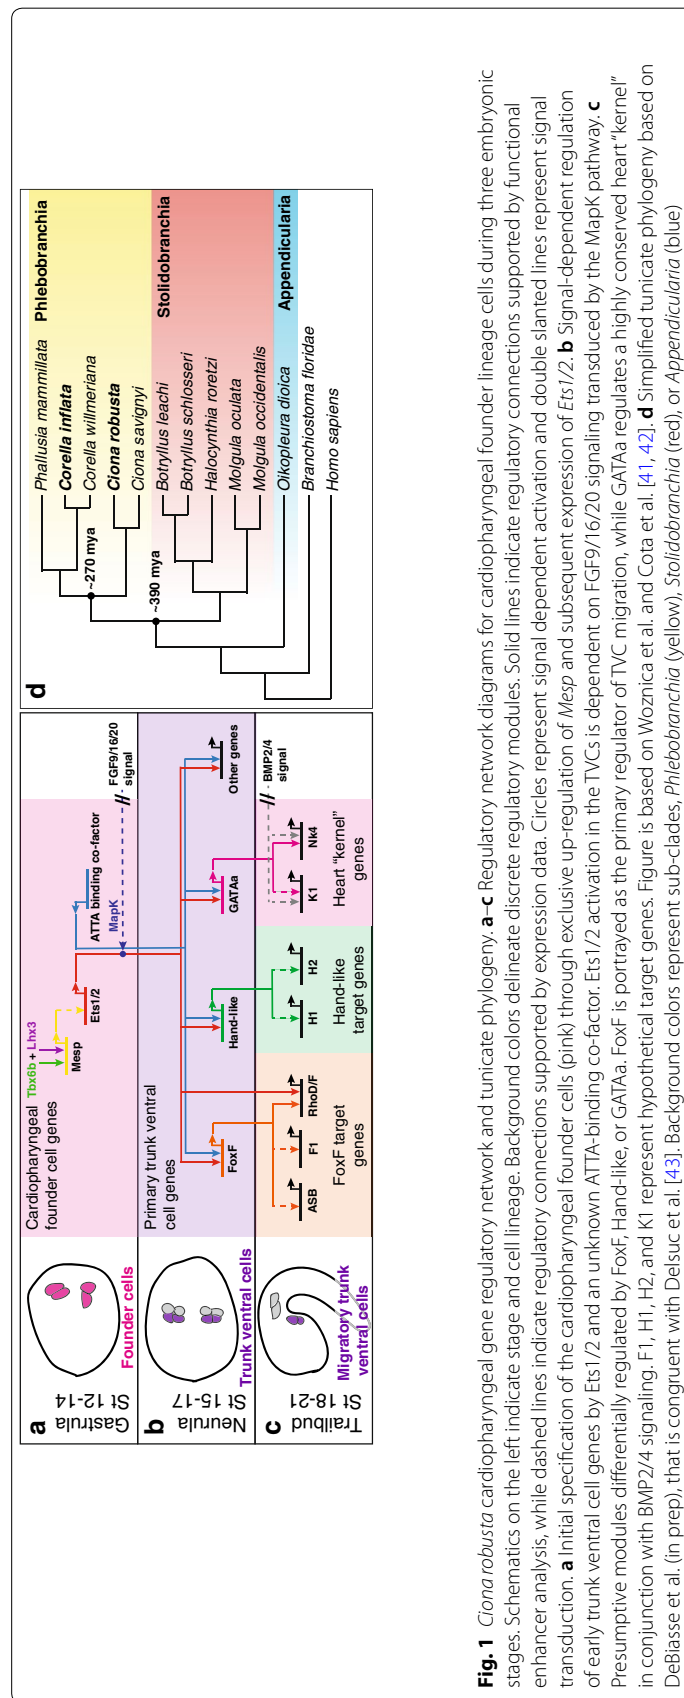 a
Gastrula
St 12-14
Founder cells
Cardiopharyngeal
founder cell genes
Tbx6b + Lhx3
Mesp
Ets1/2
ATTA binding co-factor
MapK
FGF9/16/20
signal
b
Neurula
St 15-17
Trunk ventral cells
Primary trunk ventral
cell genes
FoxF
Hand-like
GATAa
Other genes
c
Trailbud
St 18-21
Migratory trunk
ventral cells
ASB
F1
RhoD/F
FoxF target
genes
H1
H2
Hand-like
target genes
K1
Nk4
Heart "kernel"
genes
BMP2/4
signal
d
~270 mya
~390 mya
Phallusia mammillata
Corella inflata
Corella willmeriana
Ciona robusta
Ciona savignyi
Botryllus leachi
Botryllus schlosseri
Halocynthia roretzi
Molgula oculata
Molgula occidentalis
Oikopleura dioica
Branchiostoma floridae
Homo sapiens
Phlebobranchia
Stolidobranchia
Appendicularia
Fig. 1 Ciona robusta cardiopharyngeal gene regulatory network and tunicate phylogeny. a–c Regulatory network diagrams for cardiopharyngeal founder lineage cells during three embryonic
stages. Schematics on the left indicate stage and cell lineage. Background colors delineate discrete regulatory modules. Solid lines indicate regulatory connections supported by functional
enhancer analysis, while dashed lines indicate regulatory connections supported by expression data. Circles represent signal dependent activation and double slanted lines represent signal
transduction. a Initial specification of the cardiopharyngeal founder cells (pink) through exclusive up-regulation of Mesp and subsequent expression of Ets1/2. b Signal-dependent regulation
of early trunk ventral cell genes by Ets1/2 and an unknown ATTA-binding co-factor. Ets1/2 activation in the TVCs is dependent on FGF9/16/20 signaling transduced by the MapK pathway. c
Presumptive modules differentially regulated by FoxF, Hand-like, or GATAa. FoxF is portrayed as the primary regulator of TVC migration, while GATAa regulates a highly conserved heart "kernel"
in conjunction with BMP2/4 signaling. F1, H1, H2, and K1 represent hypothetical target genes. Figure is based on Woznica et al. and Cota et al. [41, 42]. d Simplified tunicate phylogeny based on
DeBiasse et al. (in prep), that is congruent with Delsuc et al. [43]. Background colors represent sub-clades, Phlebobranchia (yellow), Stolidobranchia (red), or Appendicularia (blue)